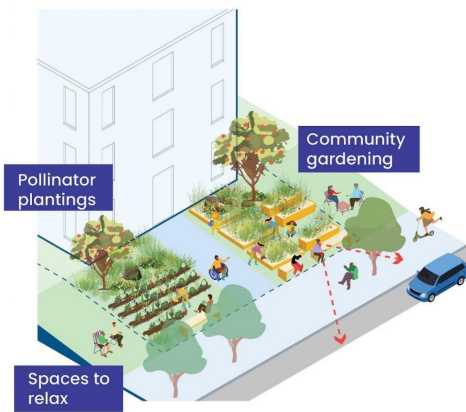 Community
gardening
Pollinator
plantings
Spaces to
relax